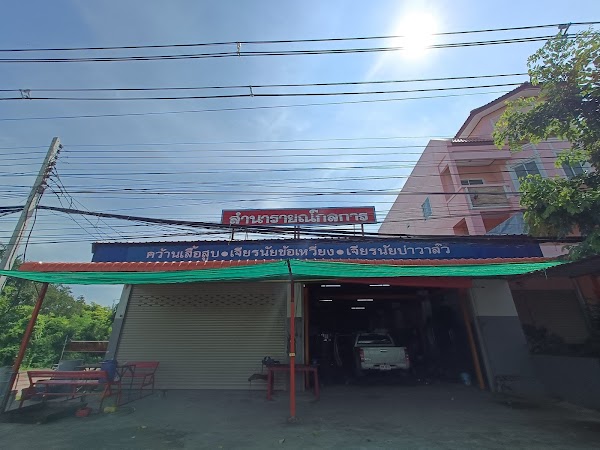 ลำนารายณ์กลการ
คว้านเสื้อสูบ•เจียรนัยข้อเหวี่ยง•เจียรนัยบ่าวาล์ว